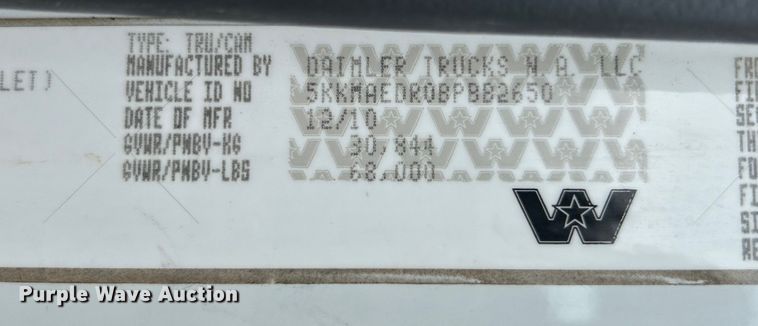 TYPE: TRU/CAM
LET) MANUFACTURED BY DAIMLER TRUCKS N.A. LLC
VEHICLE ID NO 5KKMAEDR0BPBB2650
DATE OF MFR 12/10
GVWR/PNBV-KG 30,844
GVWR/PNBV-LBS 68,000
FRO
FI
SE
TH
FO
FI
SI
RE
Purple Wave Auction